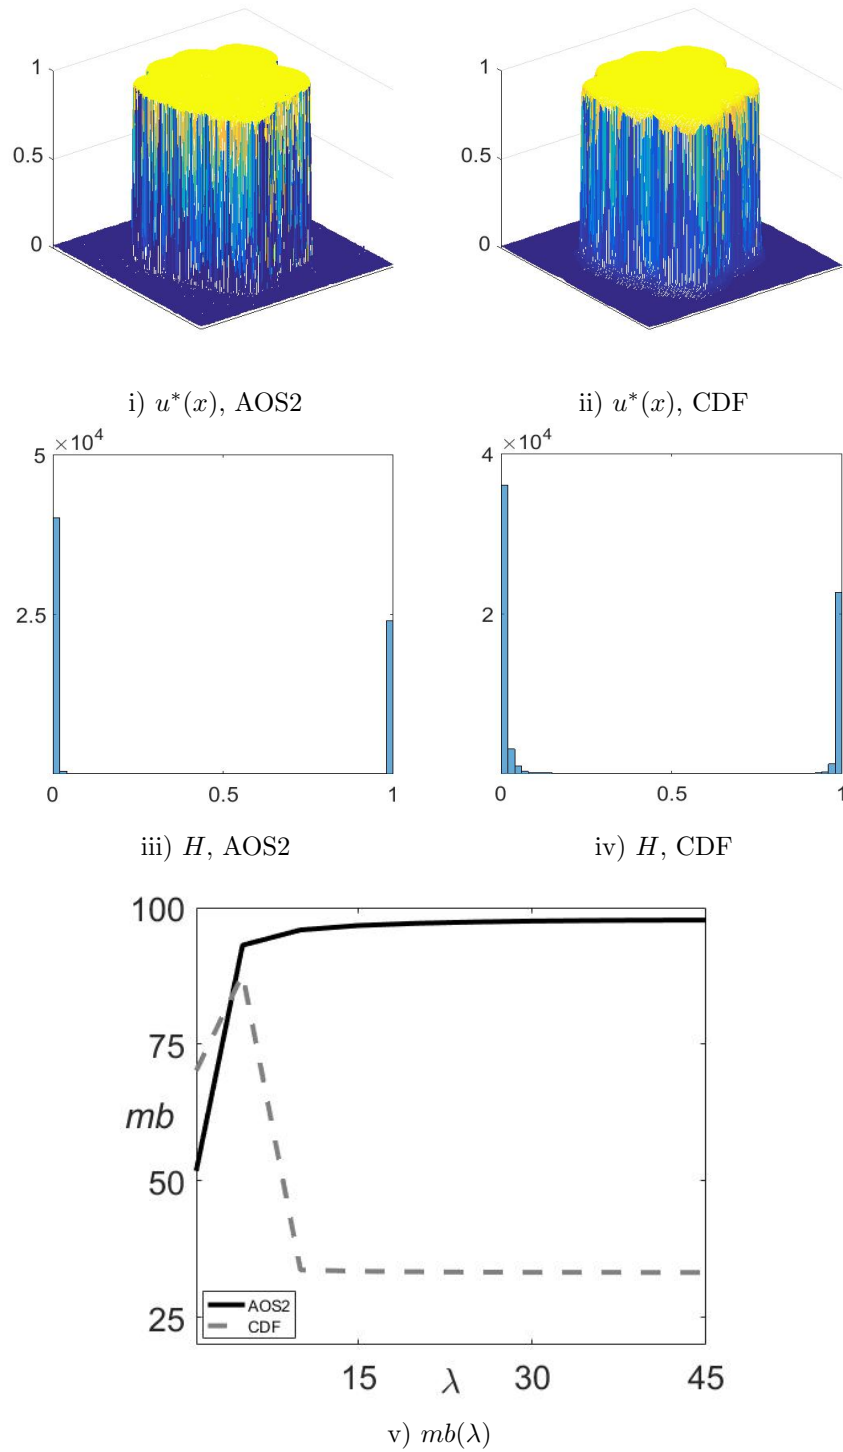 1
0.5
0
1
0.5
0
i) u*(x), AOS2
ii) u*(x), CDF
5 ×10^4
2.5
0 0.5 1
4 ×10^4
2
0 0.5 1
iii) H, AOS2
iv) H, CDF
100
75
mb
50
25
AOS2
CDF
15 λ 30 45
v) mb(λ)